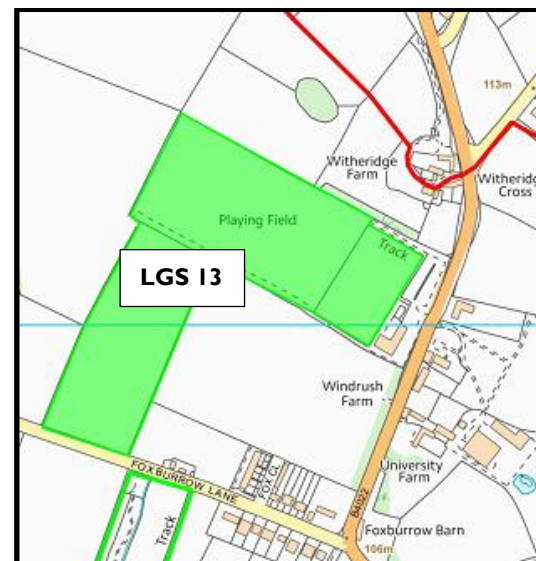 113m
Witheridge
Farm
Witheridg
Cross
Playing Field
Track
LGS 13
Windrush
Farm
University
Farm
FOXBURROW LANE
FOX CL
B4022
Track
Foxburrow Barn
106m